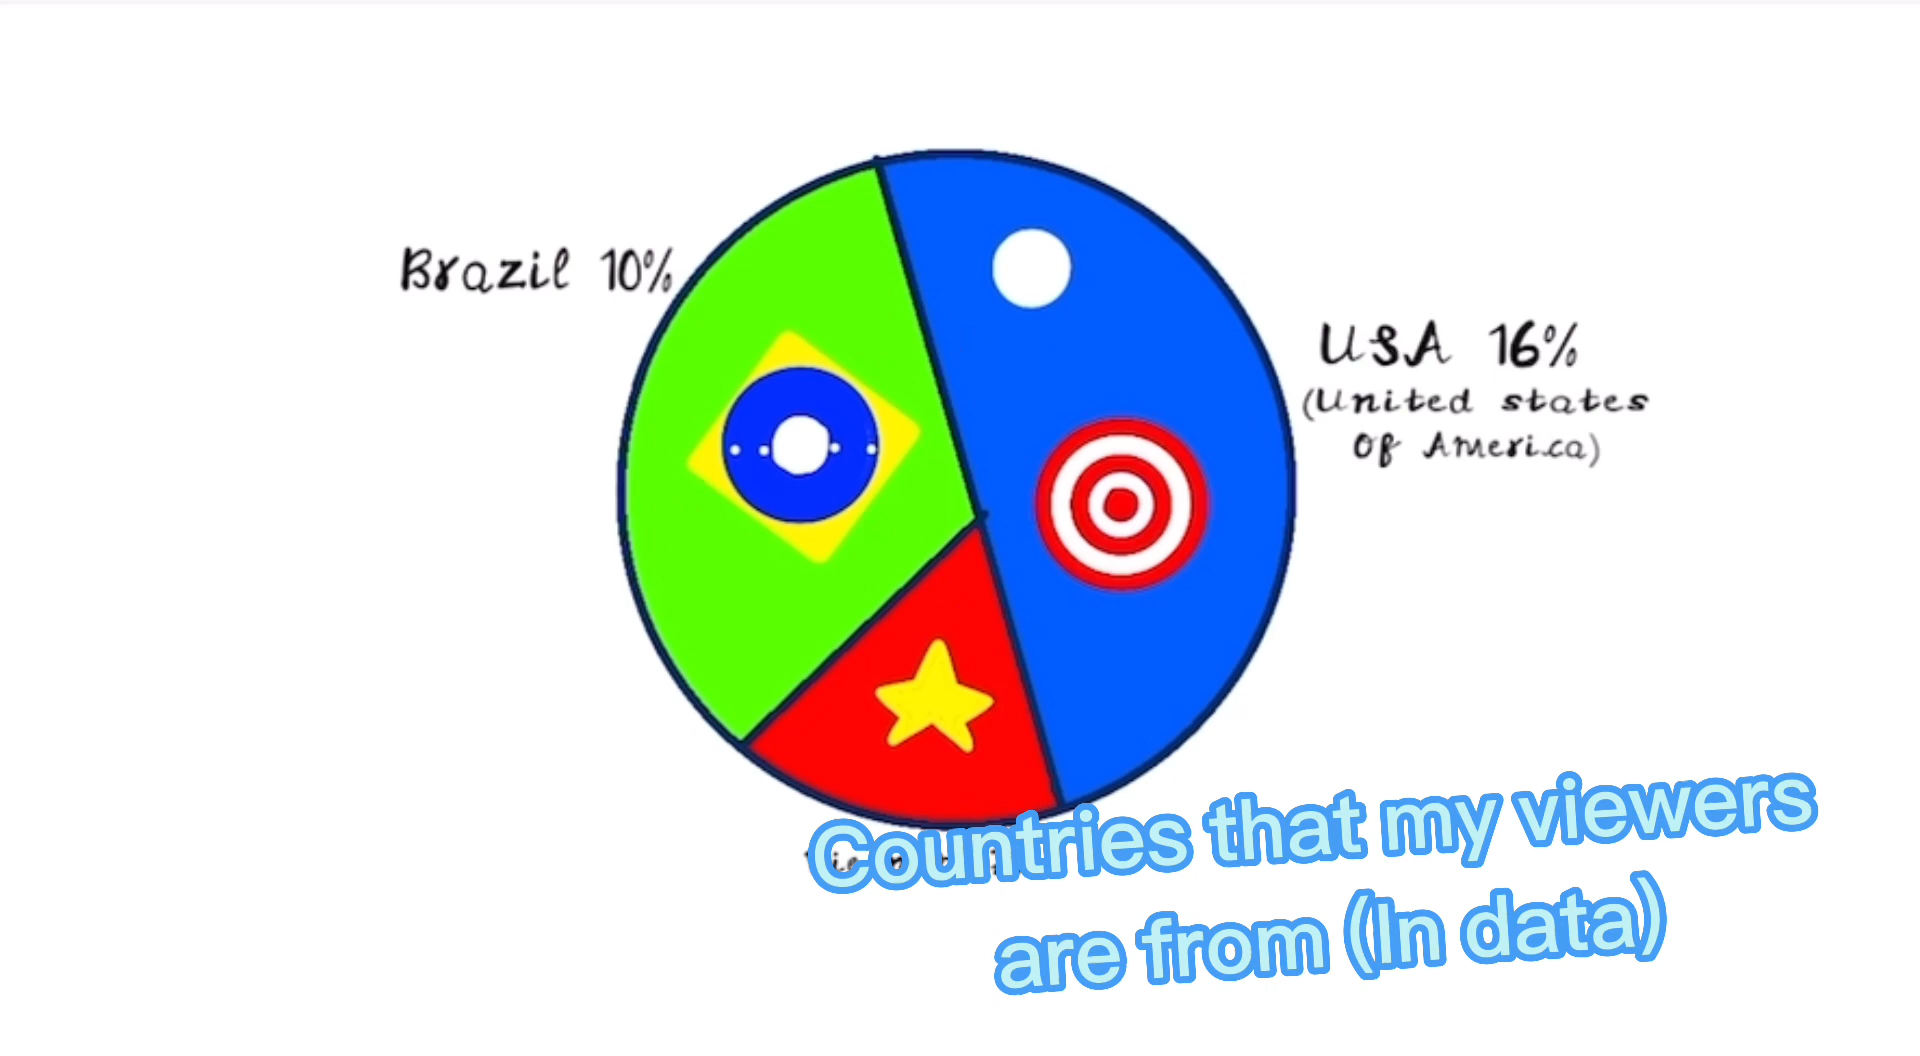 Brazil 10%
USA 16%
(United states
of America)
Countries that my viewers
are from (In data)